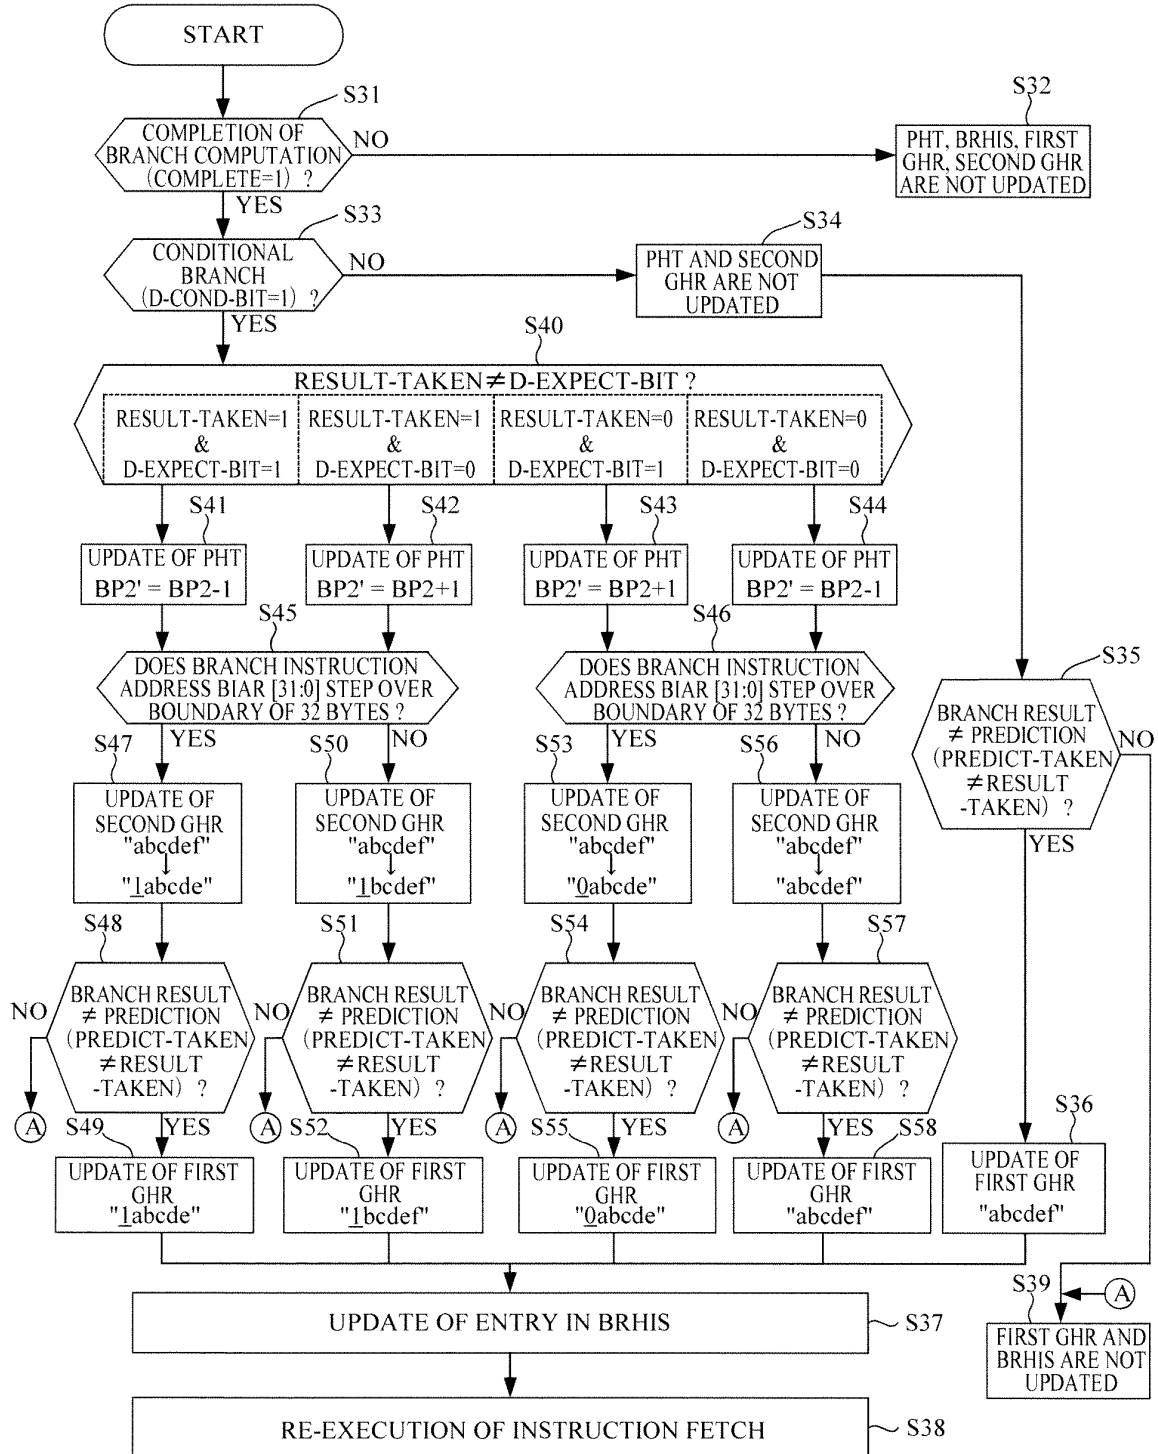 START
S31
S32
COMPLETION OF
BRANCH COMPUTATION
(COMPLETE=1) ?
NO
PHT, BRHIS, FIRST
GHR, SECOND GHR
ARE NOT UPDATED
YES
S33
S34
CONDITIONAL
BRANCH
(D-COND-BIT=1) ?
NO
PHT AND SECOND
GHR ARE NOT
UPDATED
YES
S40
RESULT-TAKEN≠D-EXPECT-BIT ?
RESULT-TAKEN=1
&
D-EXPECT-BIT=1
RESULT-TAKEN=1
&
D-EXPECT-BIT=0
RESULT-TAKEN=0
&
D-EXPECT-BIT=1
RESULT-TAKEN=0
&
D-EXPECT-BIT=0
S41
S42
S43
S44
UPDATE OF PHT
BP2' = BP2-1
UPDATE OF PHT
BP2' = BP2+1
UPDATE OF PHT
BP2' = BP2+1
UPDATE OF PHT
BP2' = BP2-1
S45
S46
DOES BRANCH INSTRUCTION
ADDRESS BIAR [31:0] STEP OVER
BOUNDARY OF 32 BYTES ?
DOES BRANCH INSTRUCTION
ADDRESS BIAR [31:0] STEP OVER
BOUNDARY OF 32 BYTES ?
S35
BRANCH RESULT
≠ PREDICTION
(PREDICT-TAKEN
≠RESULT
-TAKEN) ?
NO
YES
S47
YES
S50
NO
S53
YES
S56
NO
UPDATE OF
SECOND GHR
"abcdef"
↓
"1abcde"
UPDATE OF
SECOND GHR
"abcdef"
↓
"1bcdef"
UPDATE OF
SECOND GHR
"abcdef"
↓
"0abcde"
UPDATE OF
SECOND GHR
"abcdef"
↓
"abcdef"
S48
S51
S54
S57
NO
BRANCH RESULT
≠ PREDICTION
(PREDICT-TAKEN
≠RESULT
-TAKEN) ?
NO
BRANCH RESULT
≠ PREDICTION
(PREDICT-TAKEN
≠RESULT
-TAKEN) ?
NO
BRANCH RESULT
≠ PREDICTION
(PREDICT-TAKEN
≠RESULT
-TAKEN) ?
NO
BRANCH RESULT
≠ PREDICTION
(PREDICT-TAKEN
≠RESULT
-TAKEN) ?
A
A
A
A
S49
YES
S52
YES
S55
YES
YES
S58
S36
UPDATE OF FIRST
GHR
"1abcde"
UPDATE OF FIRST
GHR
"1bcdef"
UPDATE OF FIRST
GHR
"0abcde"
UPDATE OF FIRST
GHR
"abcdef"
UPDATE OF
FIRST GHR
"abcdef"
S39
A
FIRST GHR AND
BRHIS ARE NOT
UPDATED
UPDATE OF ENTRY IN BRHIS
S37
RE-EXECUTION OF INSTRUCTION FETCH
S38